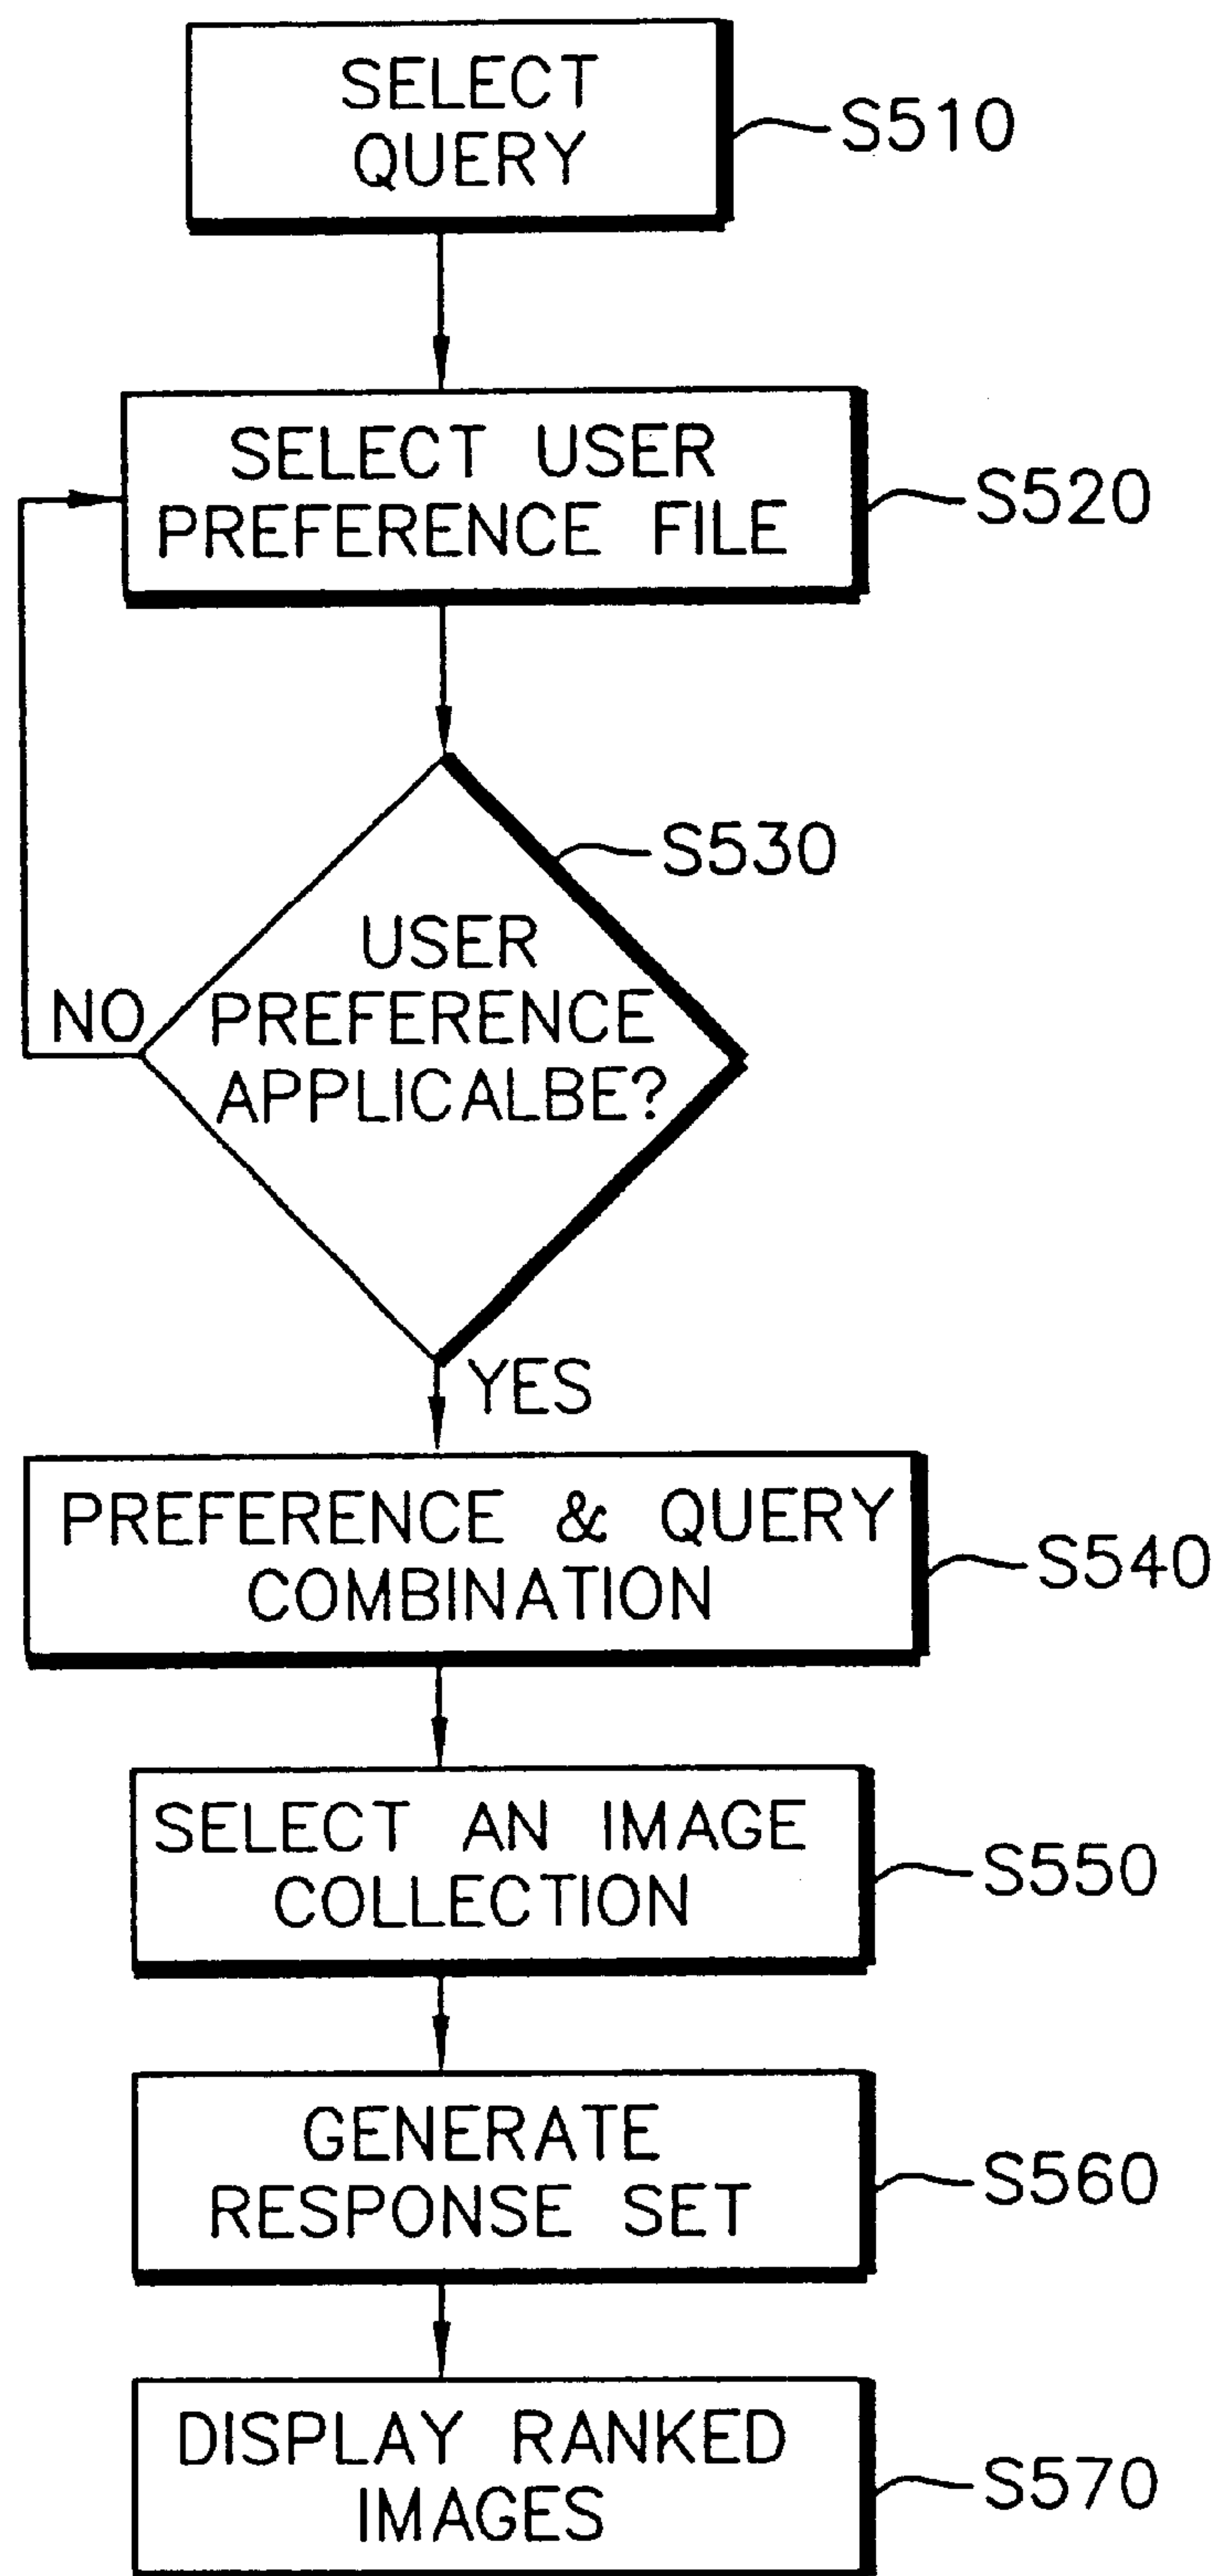 SELECT
QUERY
S510
SELECT USER
PREFERENCE FILE
S520
S530
USER
PREFERENCE
APPLICALBE?
NO
YES
PREFERENCE & QUERY
COMBINATION
S540
SELECT AN IMAGE
COLLECTION
S550
GENERATE
RESPONSE SET
S560
DISPLAY RANKED
IMAGES
S570